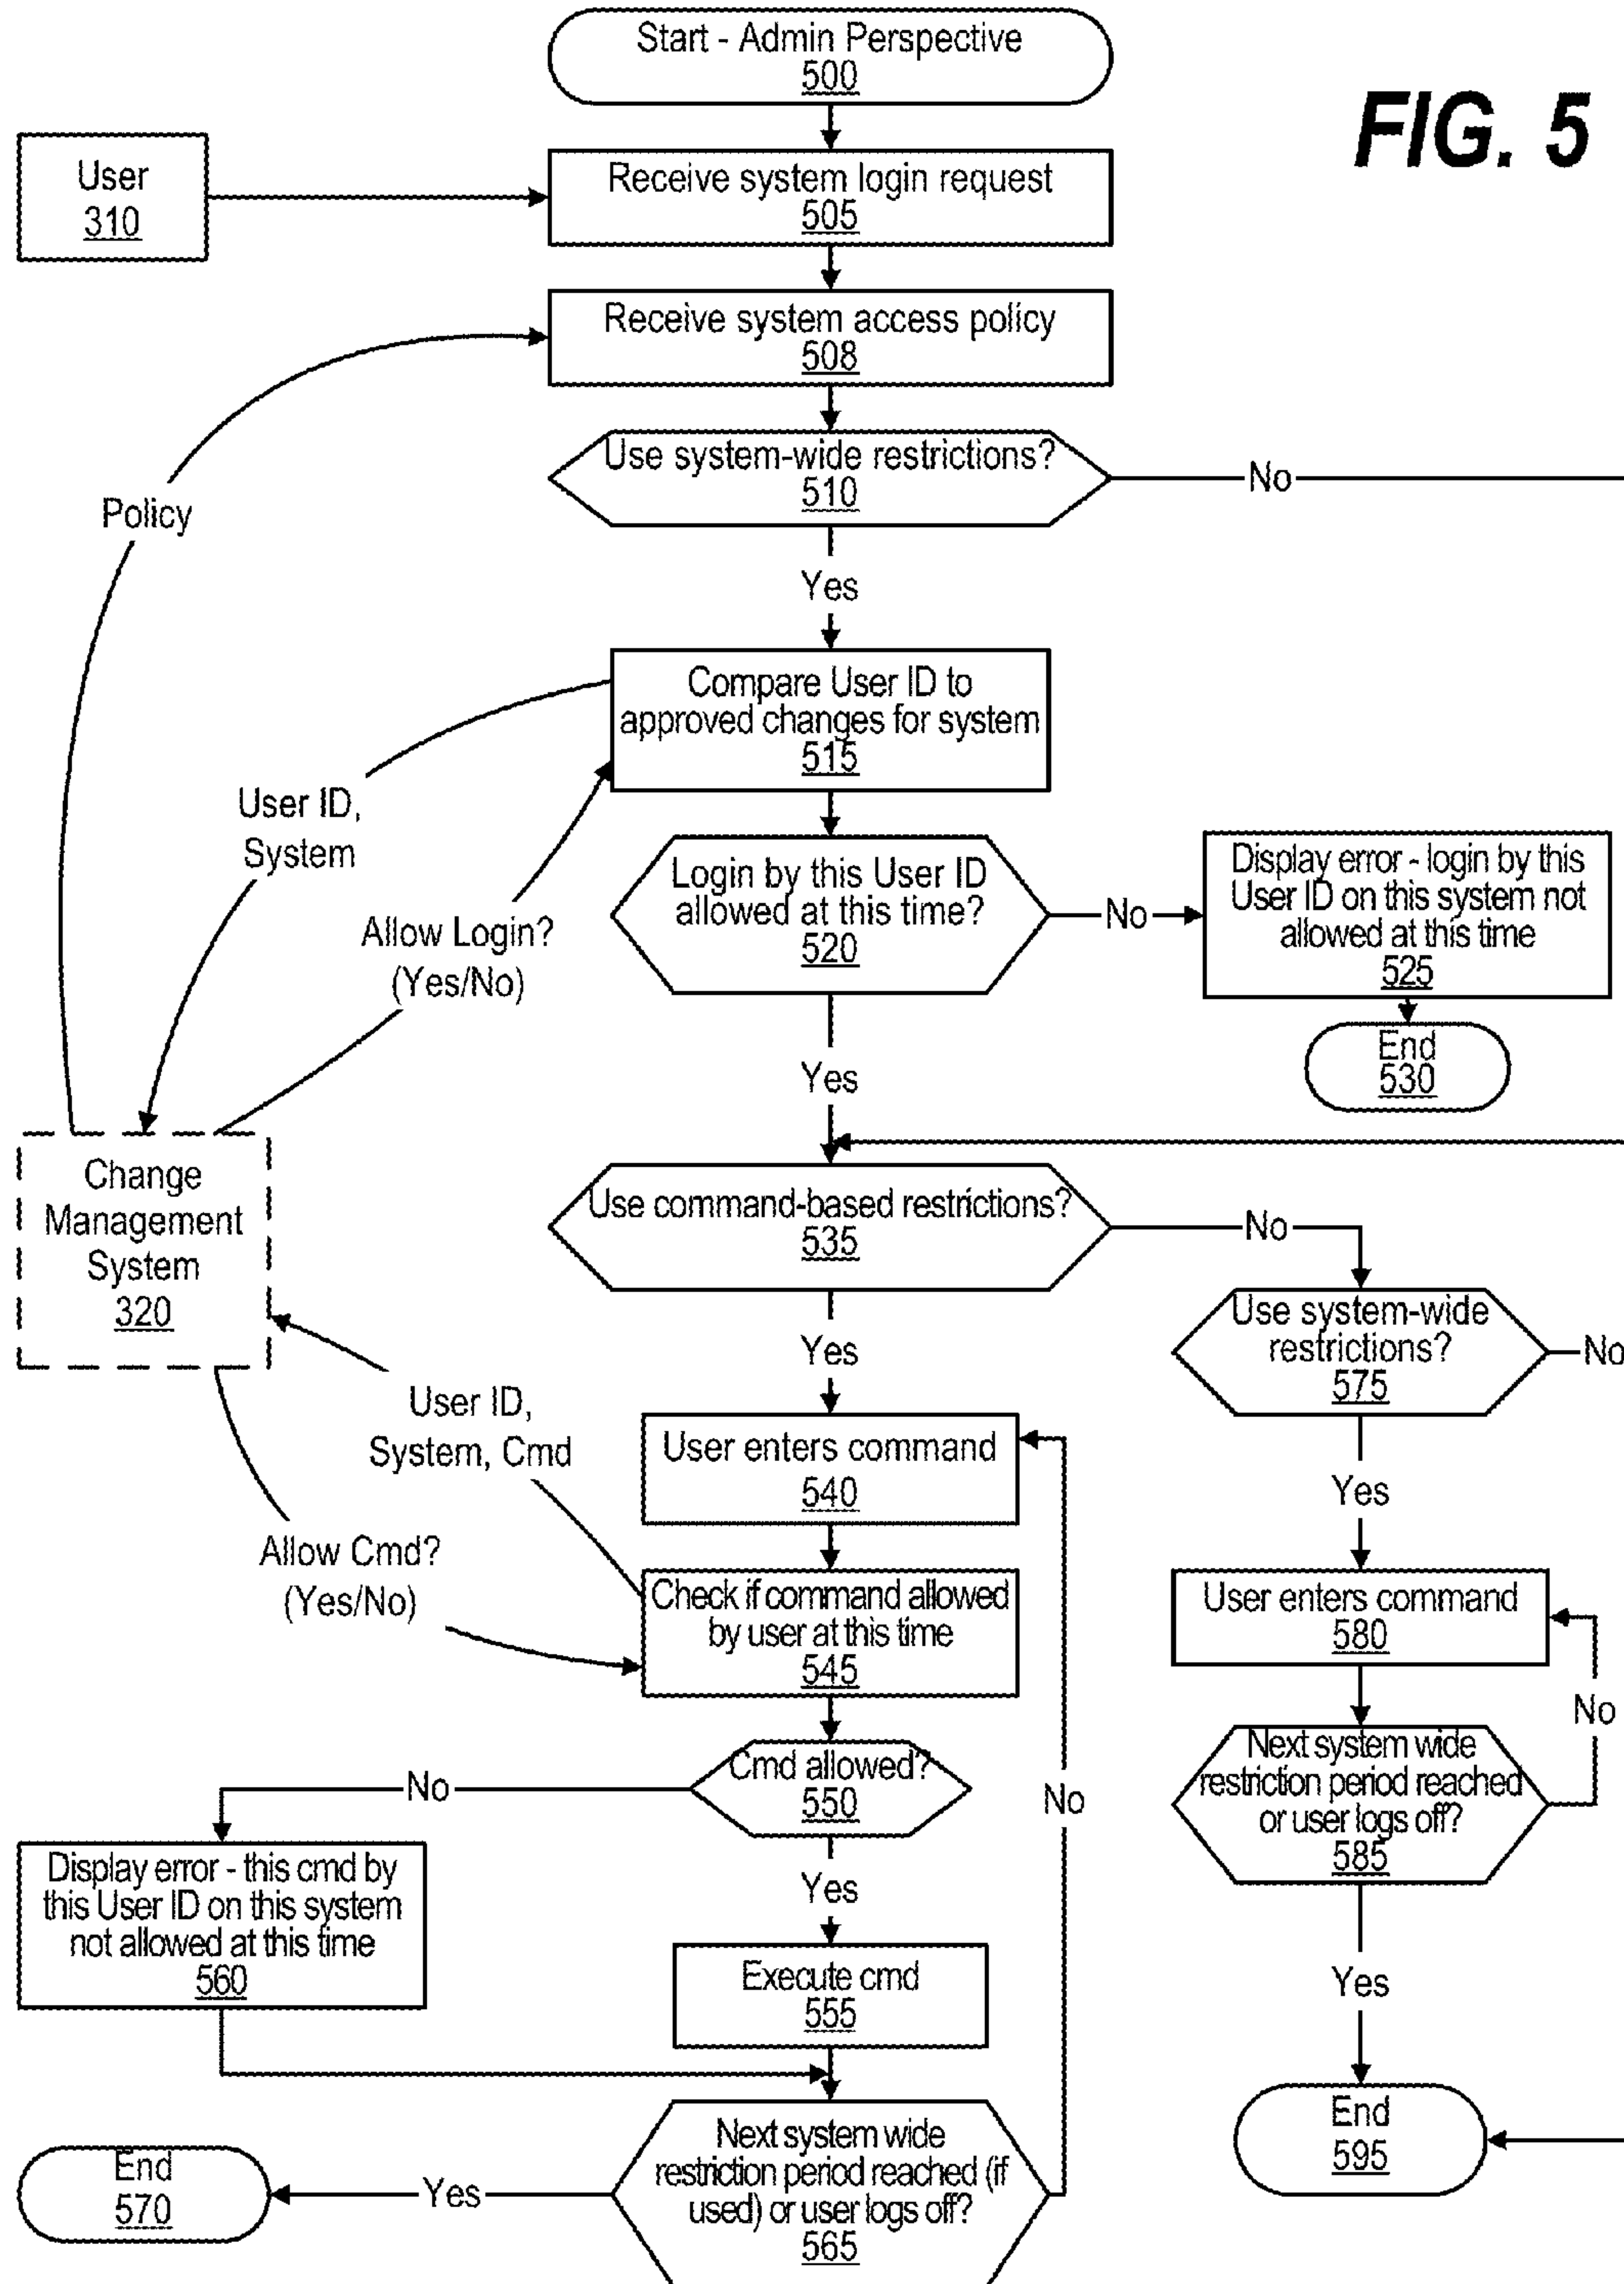 Start - Admin Perspective
500
FIG. 5
User
310
Receive system login request
505
Receive system access policy
508
Use system-wide restrictions?
510
No
Policy
Yes
Compare User ID to
approved changes for system
515
User ID,
System
Allow Login?
(Yes/No)
Login by this User ID
allowed at this time?
520
No
Display error - login by this
User ID on this system not
allowed at this time
525
End
530
Yes
Change
Management
System
320
Use command-based restrictions?
535
No
Use system-wide
restrictions?
575
No
Yes
User ID,
System, Cmd
User enters command
540
Yes
Allow Cmd?
(Yes/No)
Check if command allowed
by user at this time
545
User enters command
580
No
Cmd allowed?
550
No
No
Next system wide
restriction period reached
or user logs off?
585
Display error - this cmd by
this User ID on this system
not allowed at this time
560
Yes
Execute cmd
555
Yes
End
595
Next system wide
restriction period reached (if
used) or user logs off?
565
Yes
End
570